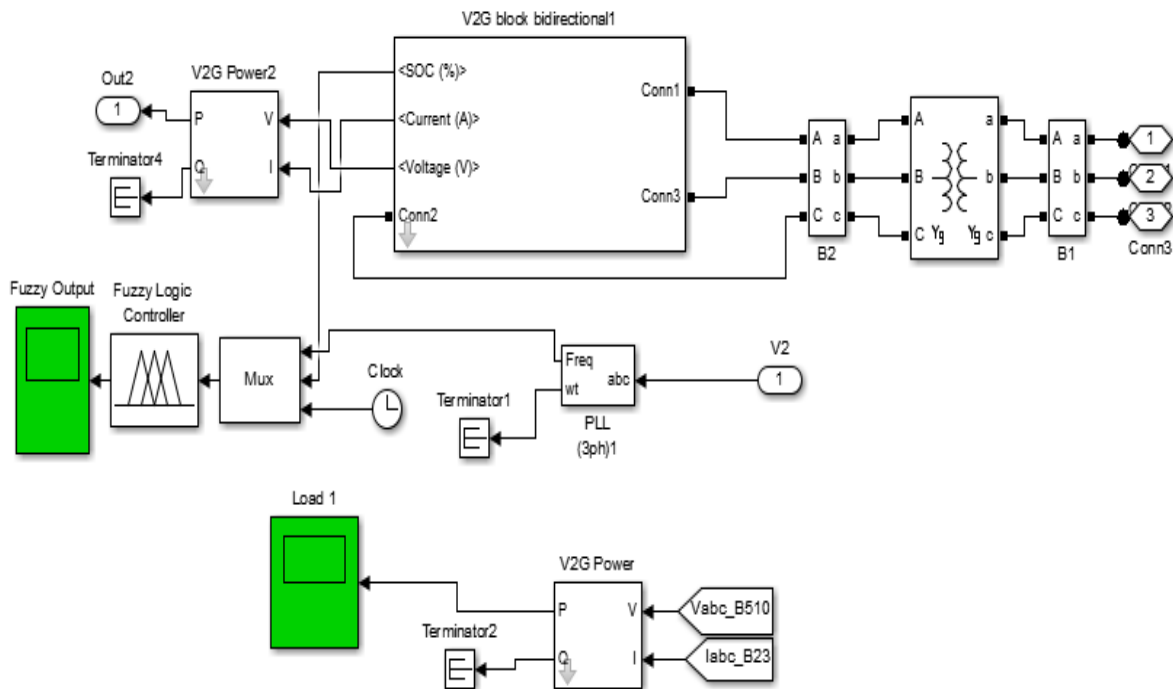 V2G block bidirectional1
<SOC (%)>
<Current (A)>
<Voltage (V)>
Conn2
Conn1
Conn3
Out2
1
V2G Power2
P
V
Q
I
Terminator4
A a
B b
C c
B2
A a
B b
C Yg Yg c
A a
B b
C c
B1
1
2
3
Conn3
Fuzzy Output
Fuzzy Logic
Controller
Mux
Clock
Freq
wt
abc
PLL
(3ph)1
Terminator1
V2
1
Load 1
V2G Power
P
V
Q
I
Terminator2
Vabc_B510
Iabc_B23